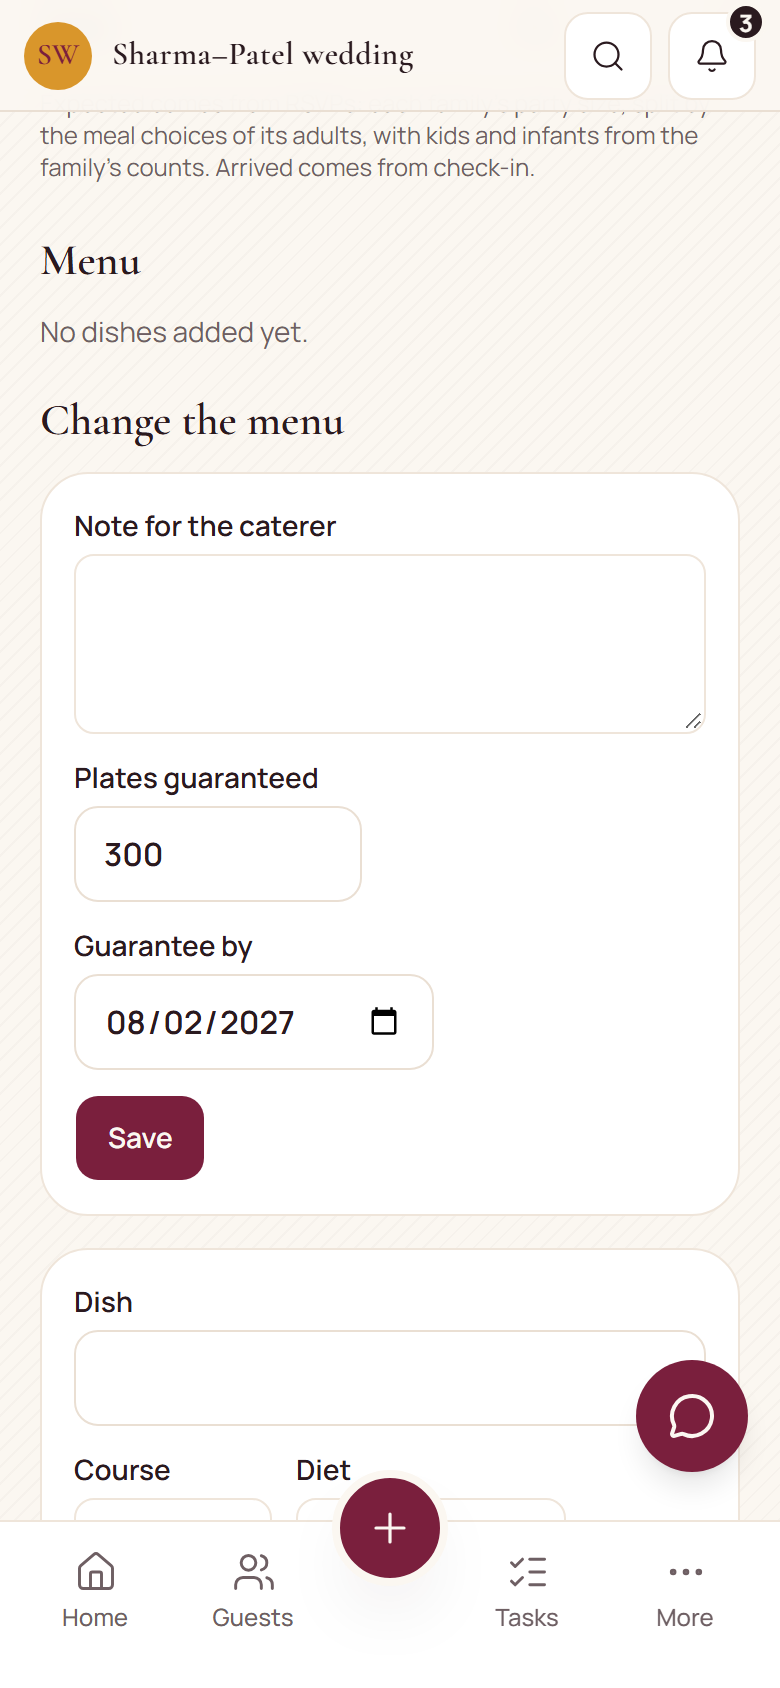 SW
Sharma–Patel wedding
3
the meal choices of its adults, with kids and infants from the
family's counts. Arrived comes from check-in.
Menu
No dishes added yet.
Change the menu
Note for the caterer
Plates guaranteed
300
Guarantee by
08/02/2027
Save
Dish
Course
Diet
Home
Guests
Tasks
More